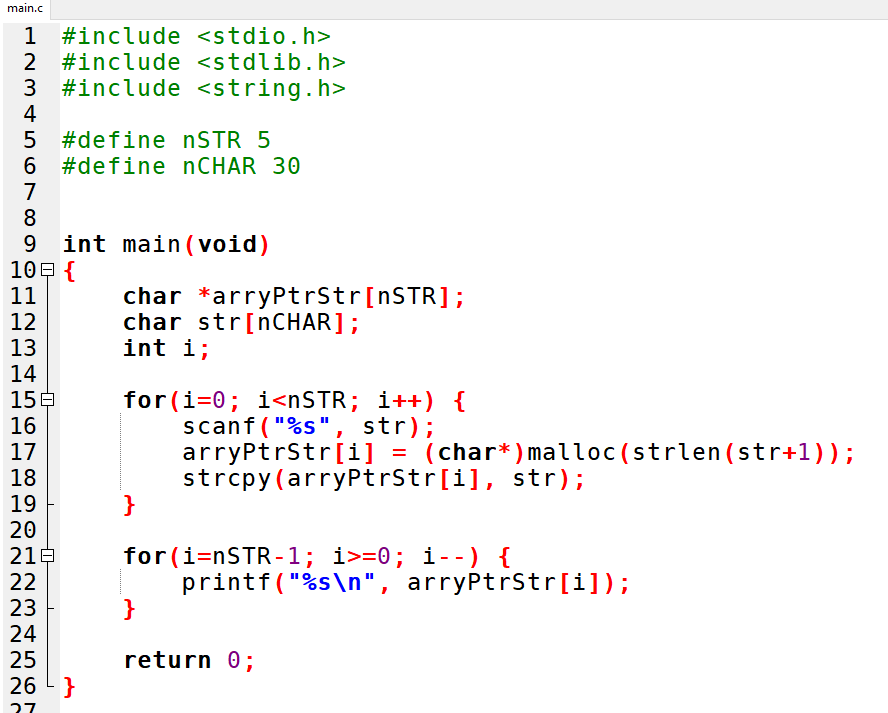 main.c
1 #include <stdio.h>
2 #include <stdlib.h>
3 #include <string.h>
4
5 #define nSTR 5
6 #define nCHAR 30
7
8
9 int main(void)
10 {
11     char *arryPtrStr[nSTR];
12     char str[nCHAR];
13     int i;
14
15     for(i=0; i<nSTR; i++) {
16         scanf("%s", str);
17         arryPtrStr[i] = (char*)malloc(strlen(str+1));
18         strcpy(arryPtrStr[i], str);
19     }
20
21     for(i=nSTR-1; i>=0; i--) {
22         printf("%s\n", arryPtrStr[i]);
23     }
24
25     return 0;
26 }
27